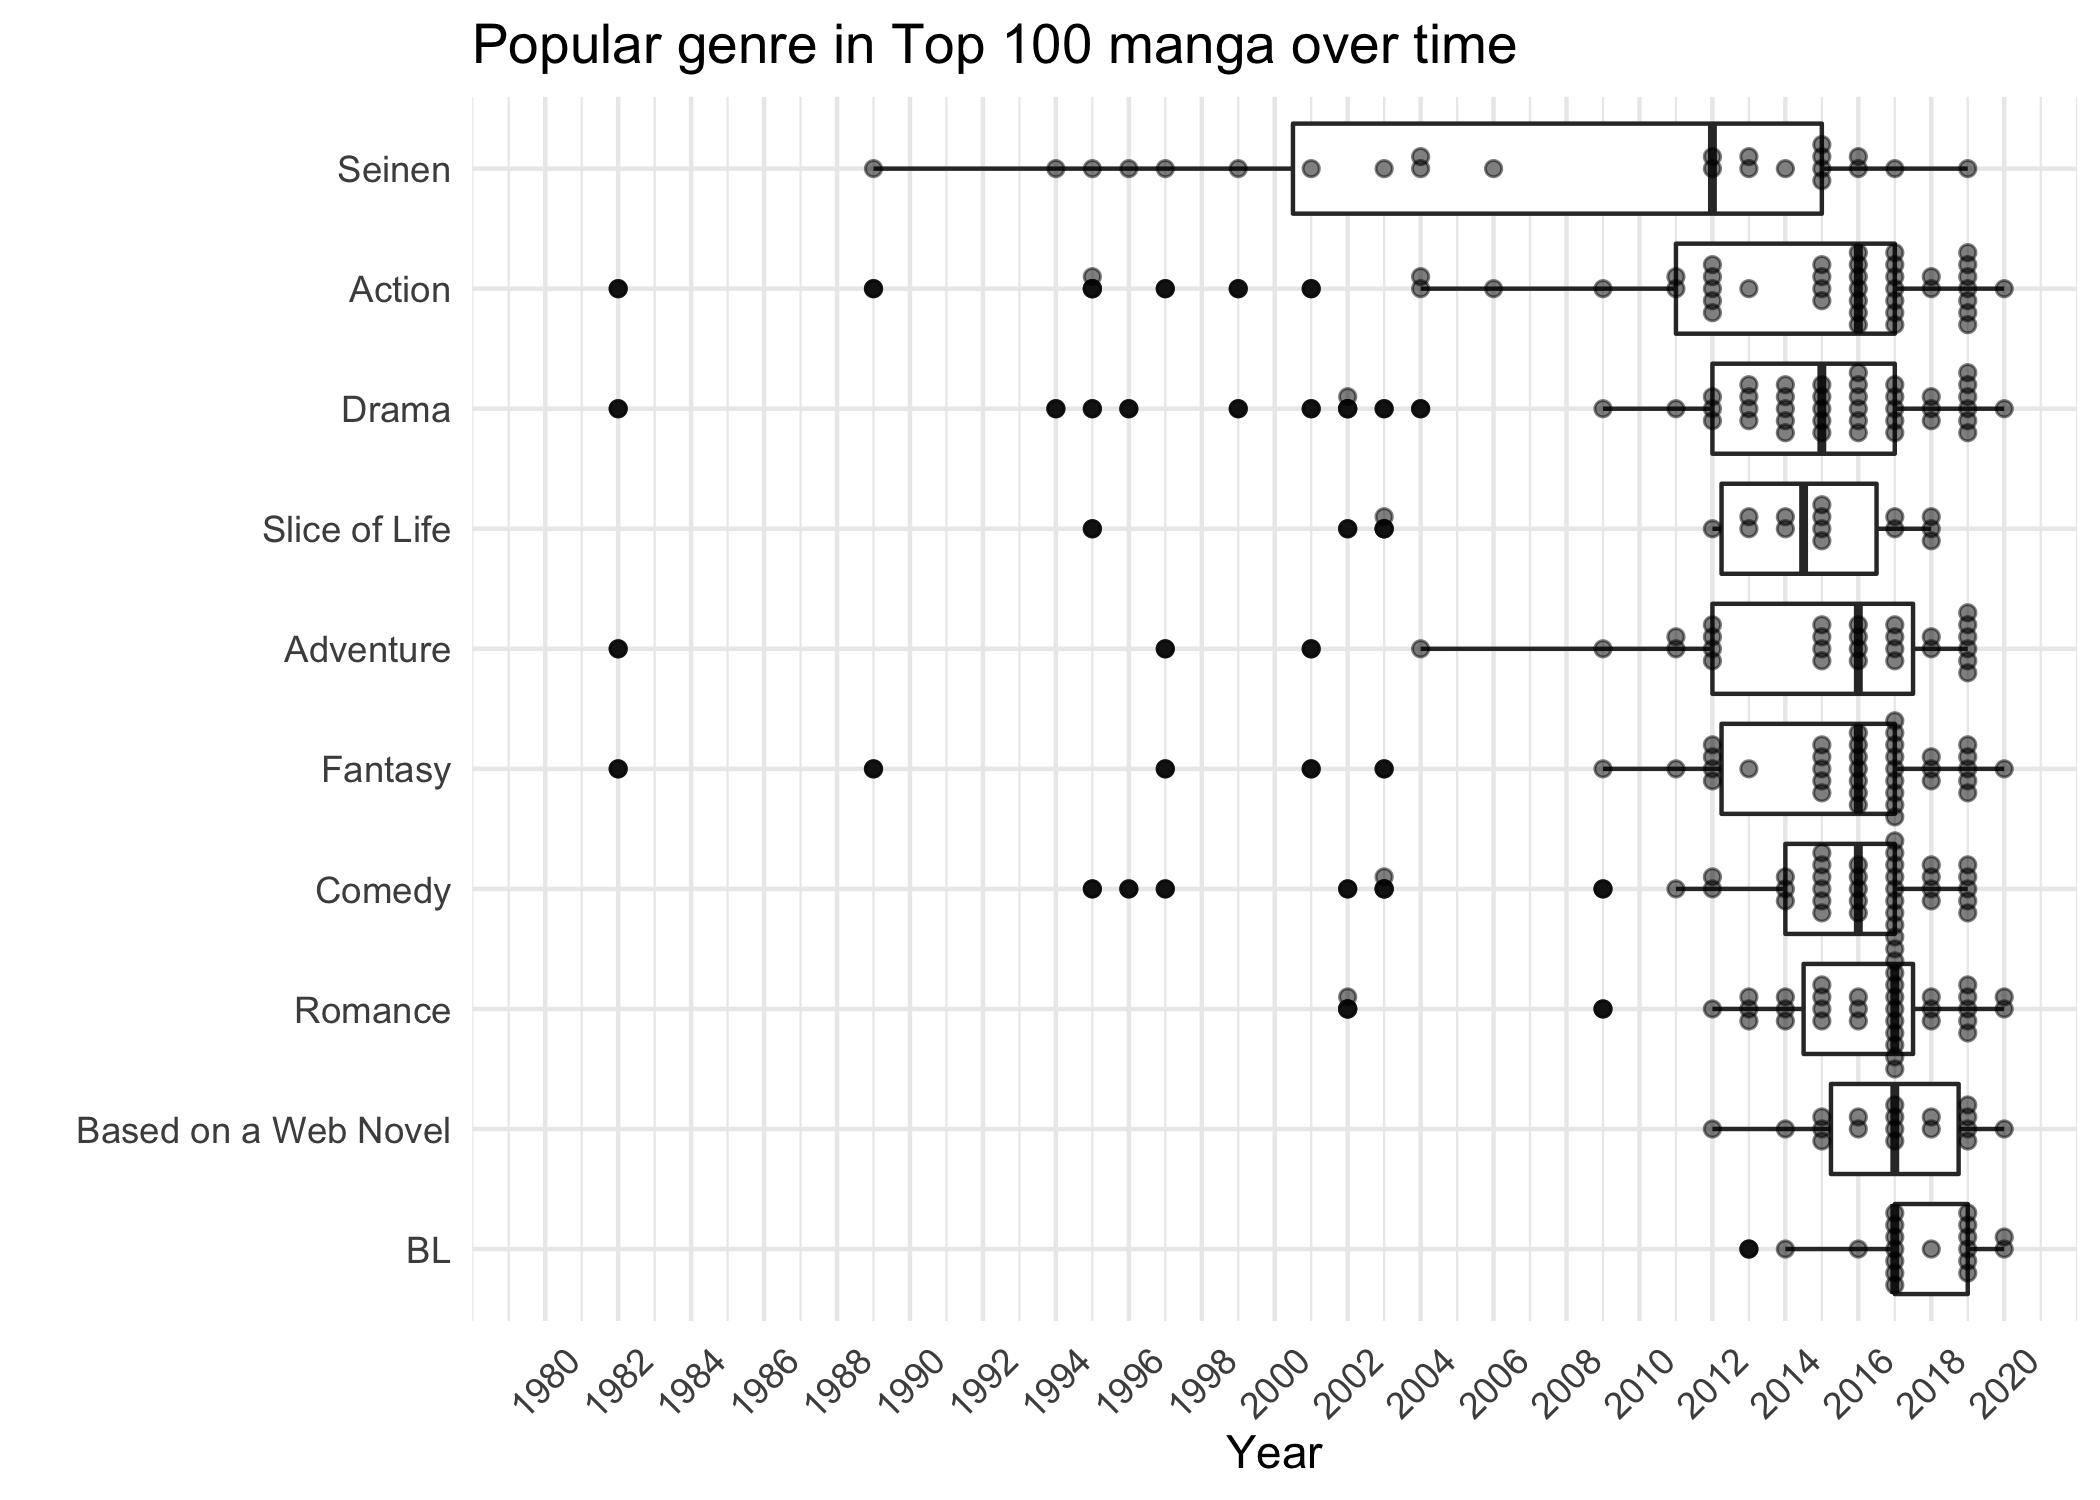 Popular genre in Top 100 manga over time
Seinen
Action
Drama
Slice of Life
Adventure
Fantasy
Comedy
Romance
Based on a Web Novel
BL
1980 1982 1984 1986 1988 1990 1992 1994 1996 1998 2000 2002 2004 2006 2008 2010 2012 2014 2016 2018 2020
Year